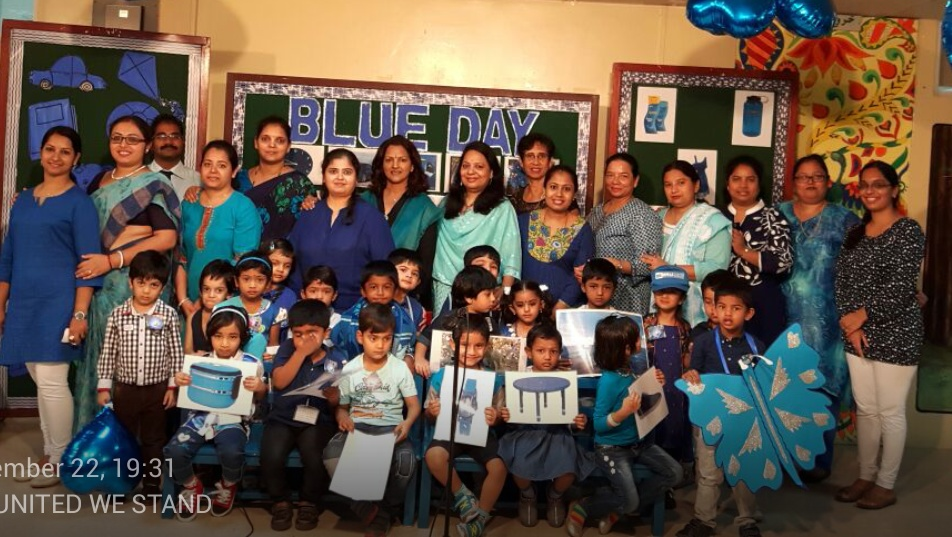 BLUE DAY
ember 22, 19:31
UNITED WE STAND